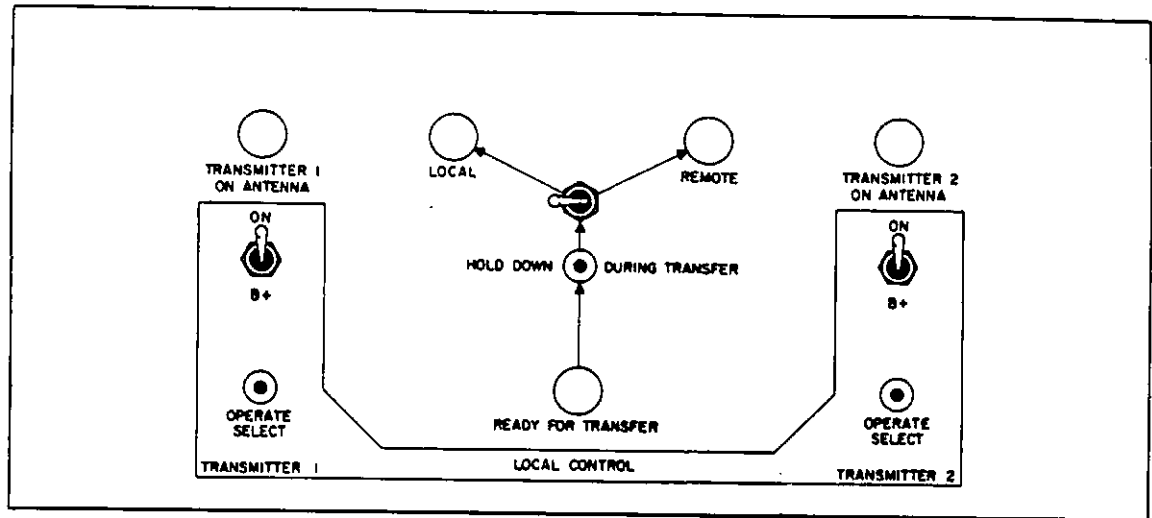 TRANSMITTER 1
ON ANTENNA
LOCAL
REMOTE
TRANSMITTER 2
ON ANTENNA
ON
B+
ON
B+
HOLD DOWN
DURING TRANSFER
OPERATE
SELECT
READY FOR TRANSFER
OPERATE
SELECT
TRANSMITTER 1
LOCAL CONTROL
TRANSMITTER 2